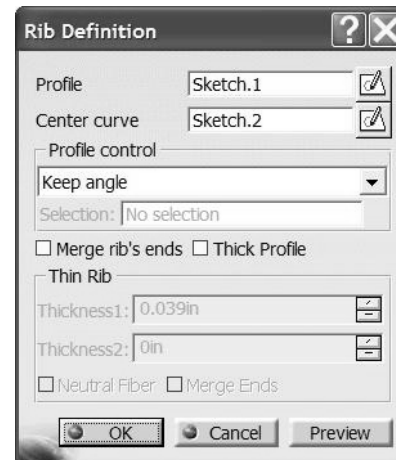 Rib Definition ? X
Profile Sketch.1
Center curve Sketch.2
Profile control
Keep angle
Selection: No selection
Merge rib's ends Thick Profile
Thin Rib
Thickness1: 0.039in
Thickness2: 0in
Neutral Fiber Merge Ends
OK Cancel Preview